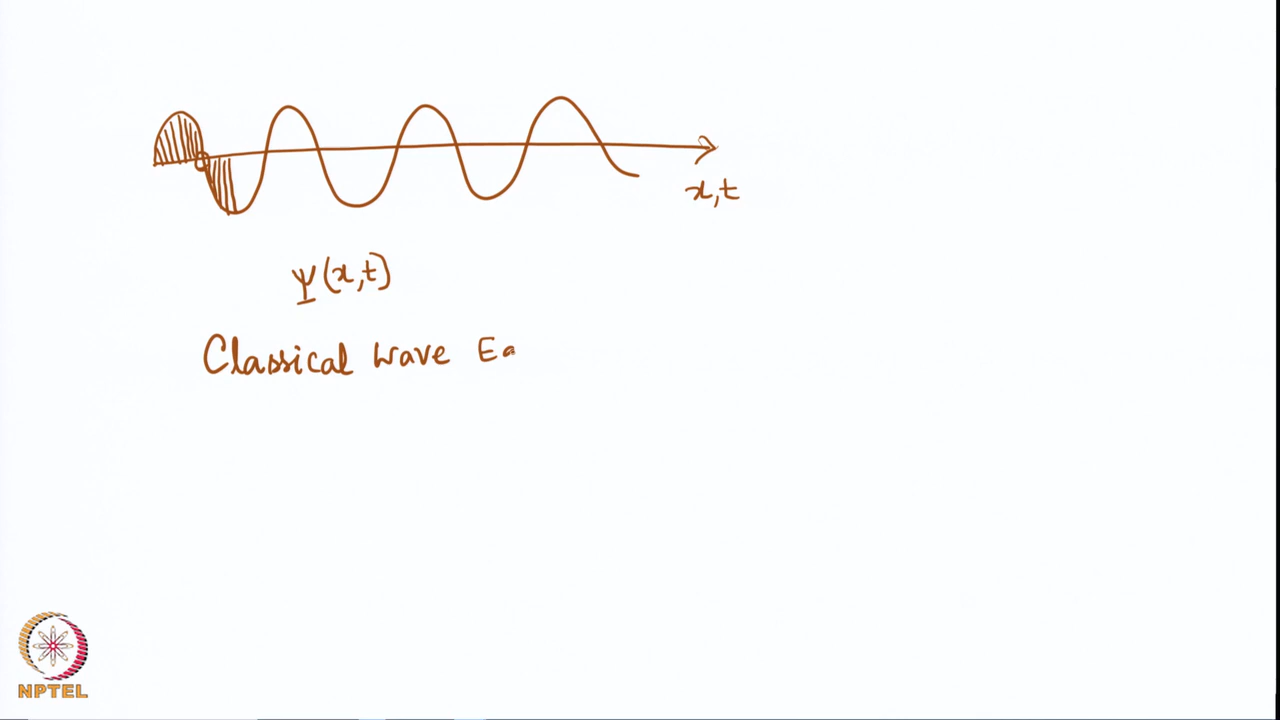 x,t
Ψ(x,t)
Classical wave
NPTEL